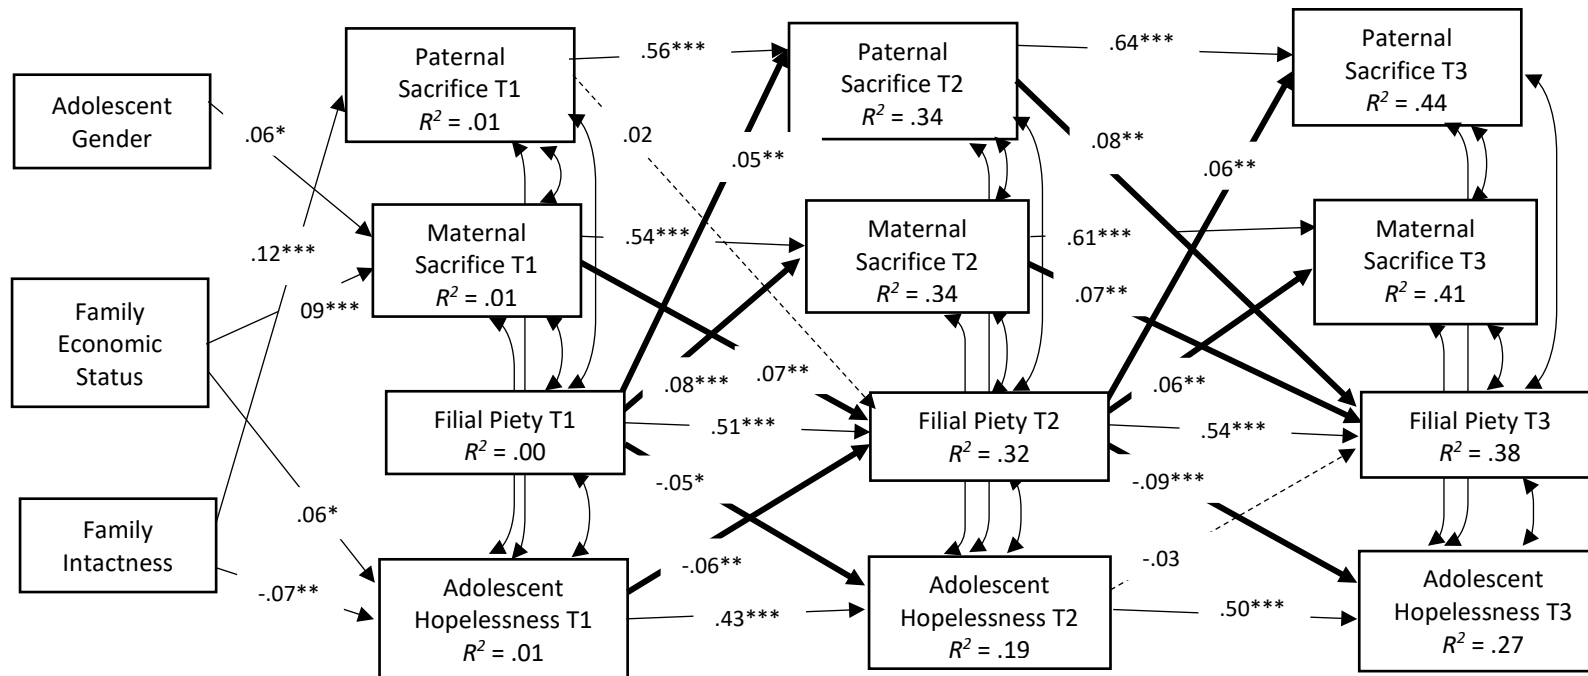 Adolescent
Gender
Family
Economic
Status
Family
Intactness
.06*
.12***
09***
.06*
-.07**
Paternal
Sacrifice T1
R² = .01
Maternal
Sacrifice T1
R² = .01
Filial Piety T1
R² = .00
Adolescent
Hopelessness T1
R² = .01
.56***
.02
.05**
.54***
.08***
.07**
.51***
-.05*
-.06**
.43***
Paternal
Sacrifice T2
R² = .34
Maternal
Sacrifice T2
R² = .34
Filial Piety T2
R² = .32
Adolescent
Hopelessness T2
R² = .19
.64***
.08**
.06**
.61***
.07**
.06**
.54***
-.09***
-.03
.50***
Paternal
Sacrifice T3
R² = .44
Maternal
Sacrifice T3
R² = .41
Filial Piety T3
R² = .38
Adolescent
Hopelessness T3
R² = .27